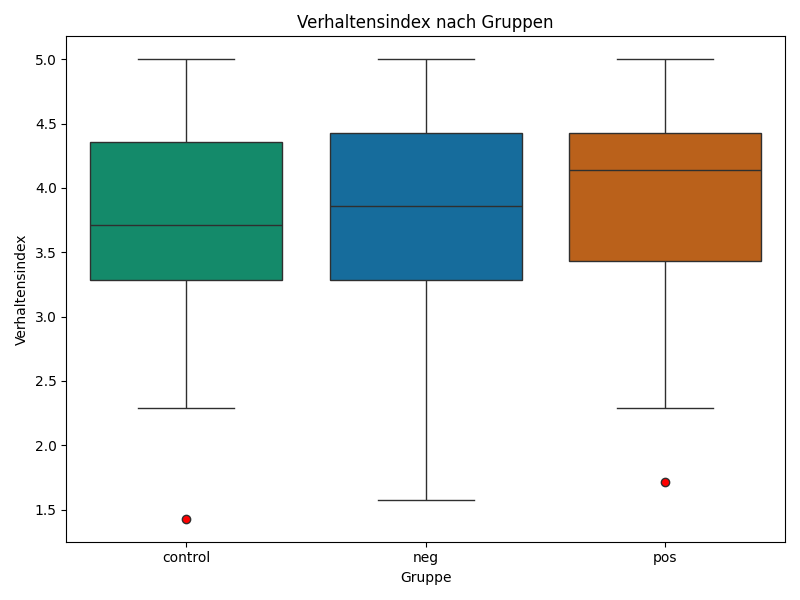 Verhaltensindex nach Gruppen
5.0
4.5
4.0
3.5
3.0
2.5
2.0
1.5
Verhaltensindex
control neg pos
Gruppe